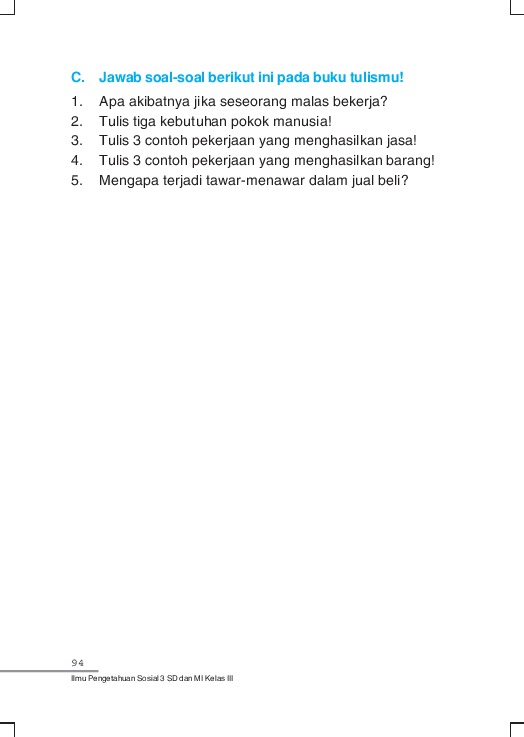 C. Jawab soal-soal berikut ini pada buku tulismu!
1. Apa akibatnya jika seseorang malas bekerja?
2. Tulis tiga kebutuhan pokok manusia!
3. Tulis 3 contoh pekerjaan yang menghasilkan jasa!
4. Tulis 3 contoh pekerjaan yang menghasilkan barang!
5. Mengapa terjadi tawar-menawar dalam jual beli?
94
Ilmu Pengetahuan Sosial 3 SD dan MI Kelas III